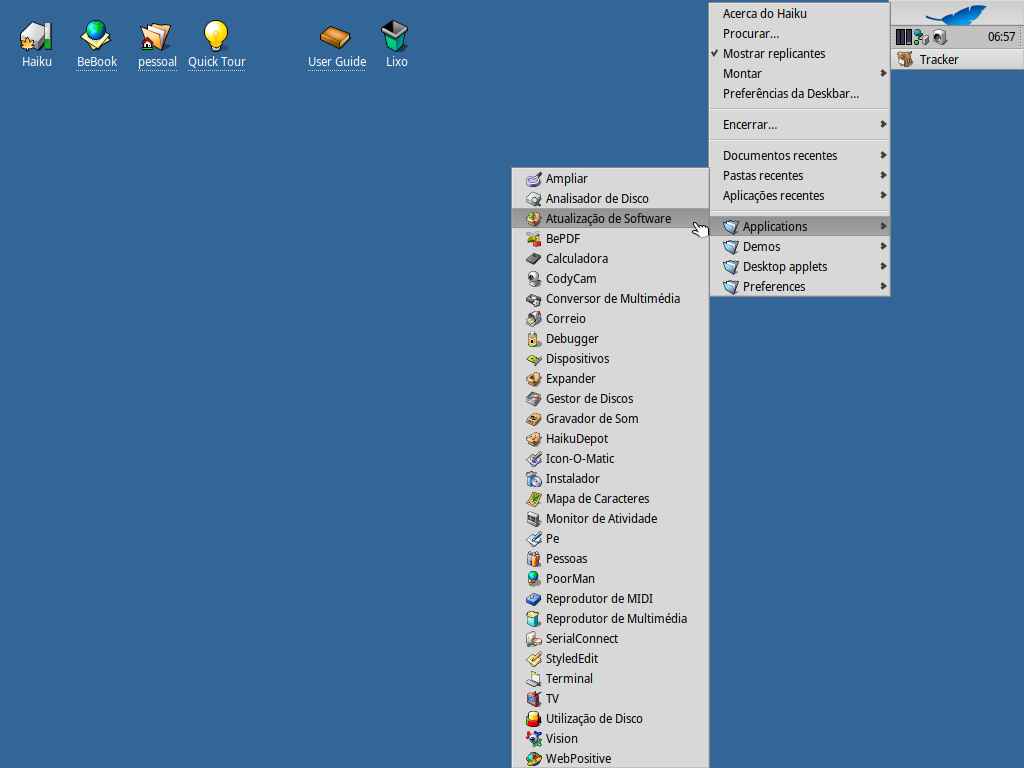 Haiku
BeBook
pessoal
Quick Tour
User Guide
Lixo
Acerca do Haiku
Procurar...
Mostrar replicantes
Montar
Preferências da Deskbar...
Encerrar...
Documentos recentes
Pastas recentes
Aplicações recentes
Applications
Demos
Desktop applets
Preferences
06:57
Tracker
Ampliar
Analisador de Disco
Atualização de Software
BePDF
Calculadora
CodyCam
Conversor de Multimédia
Correio
Debugger
Dispositivos
Expander
Gestor de Discos
Gravador de Som
HaikuDepot
Icon-O-Matic
Instalador
Mapa de Caracteres
Monitor de Atividade
Pe
Pessoas
PoorMan
Reprodutor de MIDI
Reprodutor de Multimédia
SerialConnect
StyledEdit
Terminal
TV
Utilização de Disco
Vision
WebPositive